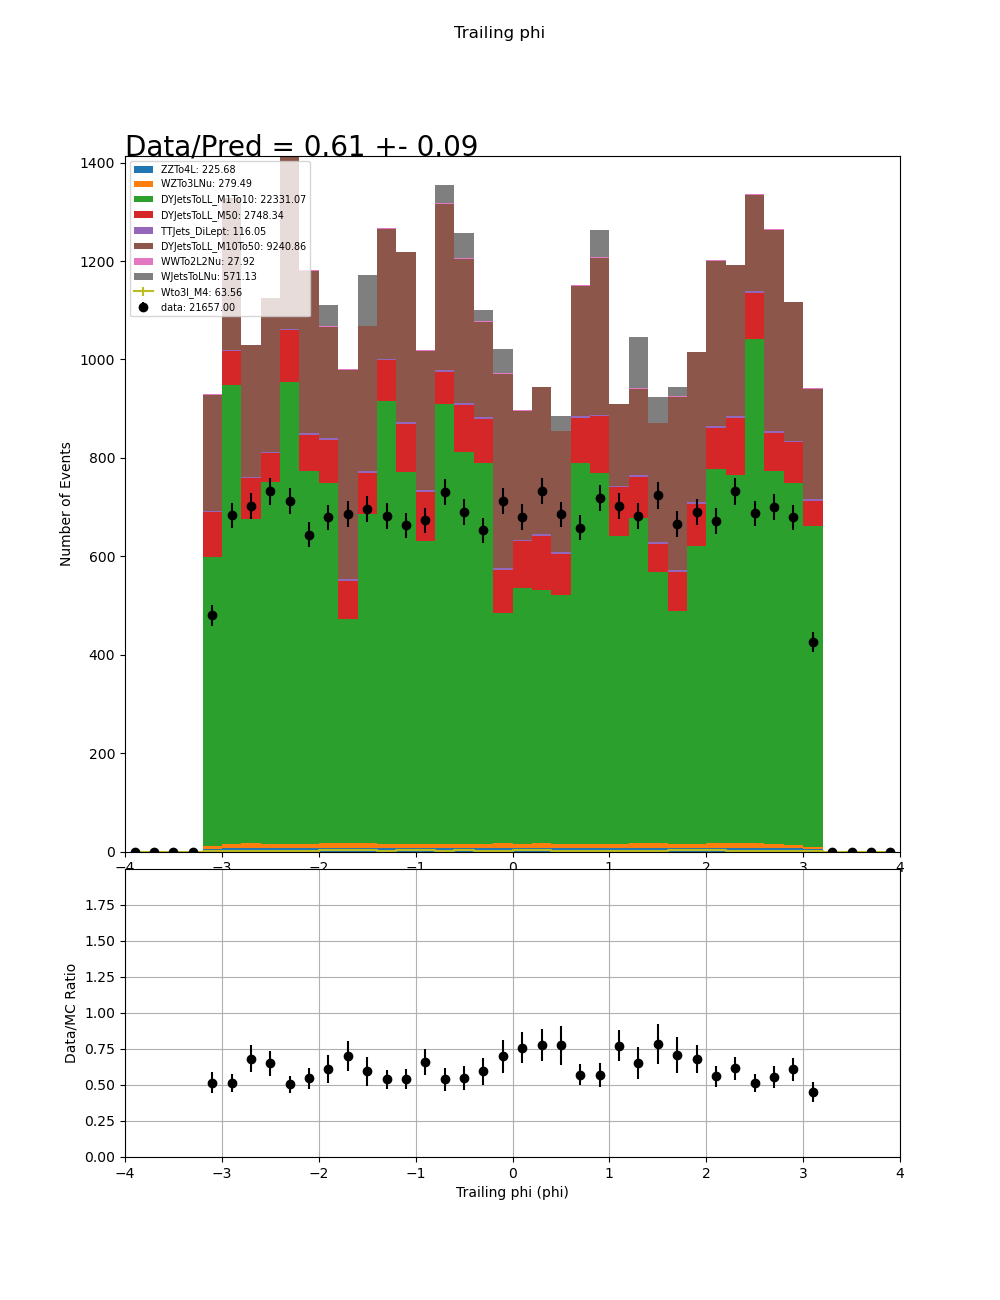 Trailing phi
Data/Pred = 0.61 +- 0.09
ZZTo4L: 225.68
WZTo3LNu: 279.49
DYJetsToLL_M1To10: 22331.07
DYJetsToLL_M50: 2748.34
TTJets_DiLept: 116.05
DYJetsToLL_M10To50: 9240.86
WWTo2L2Nu: 27.92
WJetsToLNu: 571.13
Wto3l_M4: 63.56
data: 21657.00
Number of Events
1400
1200
1000
800
600
400
200
0
−4 −3 −2 −1 0 1 2 3 4
Data/MC Ratio
1.75
1.50
1.25
1.00
0.75
0.50
0.25
0.00
−4 −3 −2 −1 0 1 2 3 4
Trailing phi (phi)